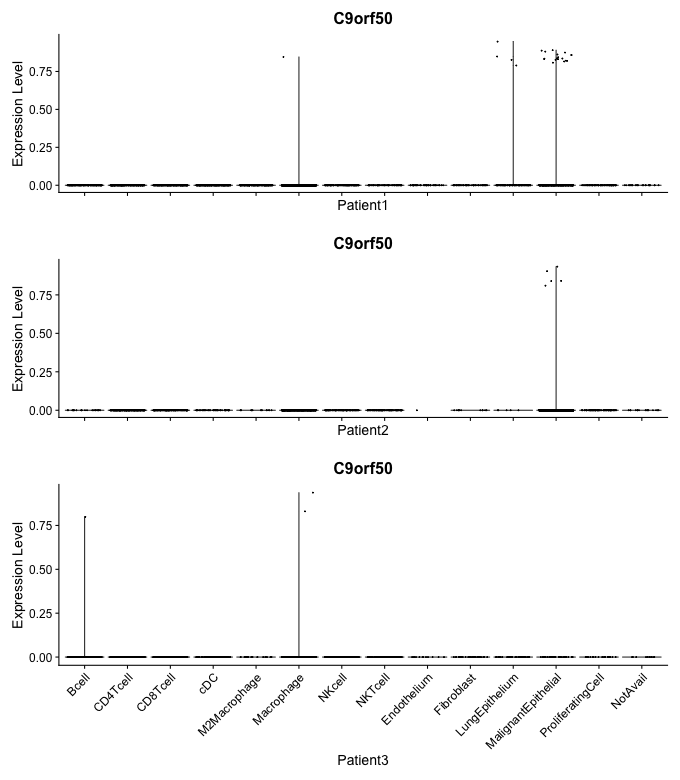 C9orf50
Expression Level
0.75
0.50
0.25
0.00
Patient1
C9orf50
Expression Level
0.75
0.50
0.25
0.00
Patient2
C9orf50
Expression Level
0.75
0.50
0.25
0.00
Bcell
CD4Tcell
CD8Tcell
cDC
M2Macrophage
Macrophage
NKcell
NKTcell
Endothelium
Fibroblast
LungEpithelium
MalignantEpithelial
ProliferatingCell
NotAvail
Patient3